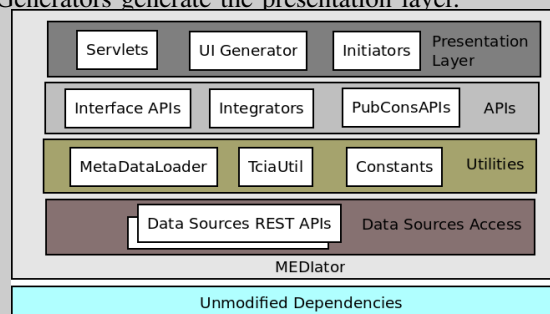 Generators generate the presentation layer.
Servlets
UI Generator
Initiators
Presentation
Layer
Interface APIs
Integrators
PubConsAPIs
APIs
MetaDataLoader
TciaUtil
Constants
Utilities
Data Sources REST APIs
Data Sources Access
MEDIator
Unmodified Dependencies